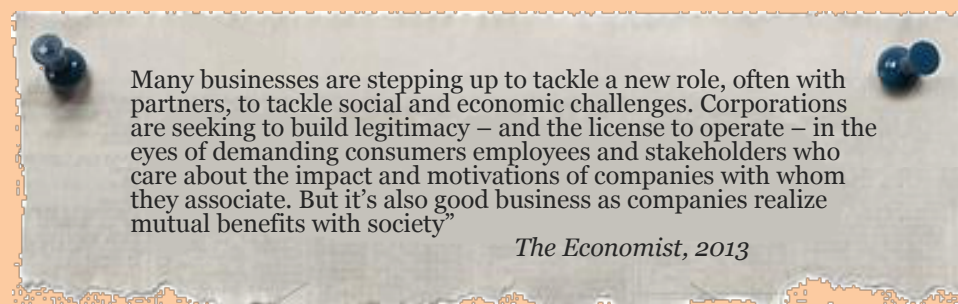 Many businesses are stepping up to tackle a new role, often with
partners, to tackle social and economic challenges. Corporations
are seeking to build legitimacy – and the license to operate – in the
eyes of demanding consumers employees and stakeholders who
care about the impact and motivations of companies with whom
they associate. But it’s also good business as companies realize
mutual benefits with society”
The Economist, 2013